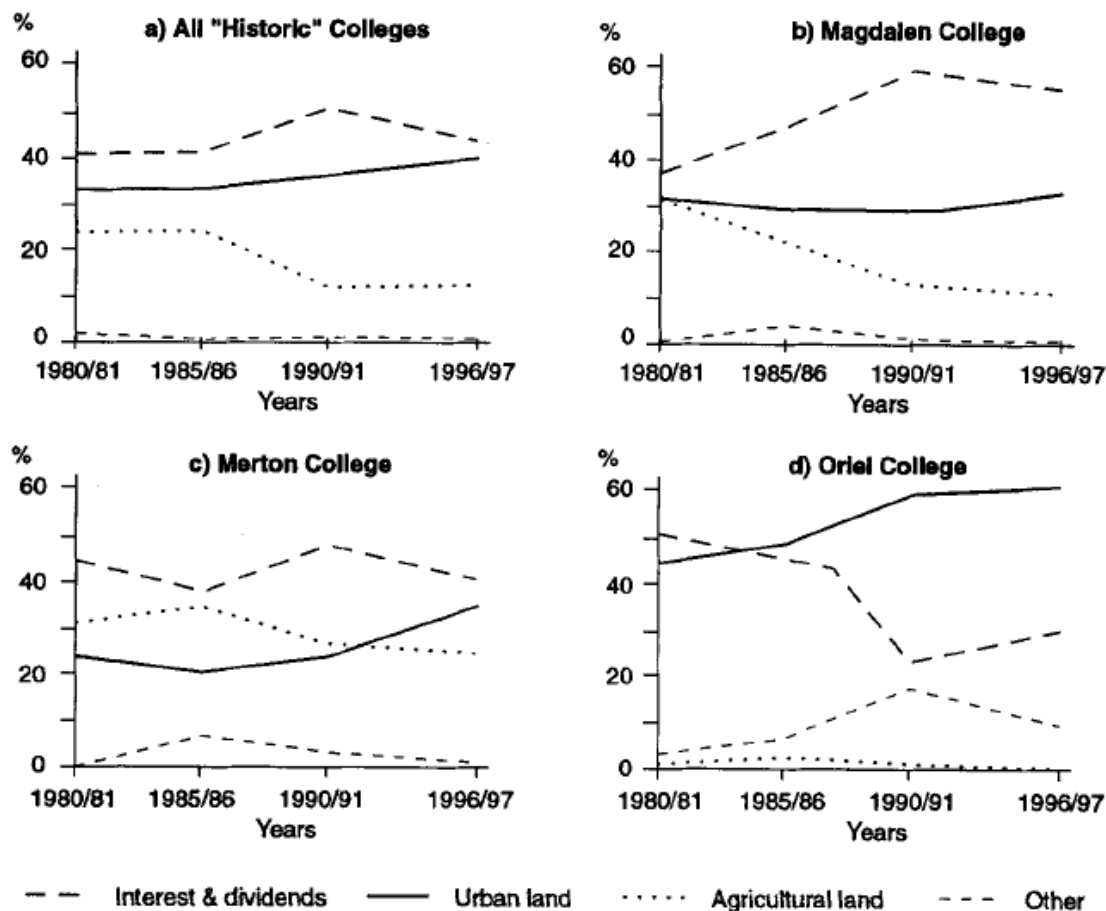 a) All "Historic" Colleges
%
60
40
20
0
1980/81 1985/86 1990/91 1996/97
Years
b) Magdalen College
%
60
40
20
0
1980/81 1985/86 1990/91 1996/97
Years
c) Merton College
%
60
40
20
0
1980/81 1985/86 1990/91 1996/97
Years
d) Oriel College
%
60
40
20
0
1980/81 1985/86 1990/91 1996/97
Years
Interest & dividends Urban land Agricultural land Other